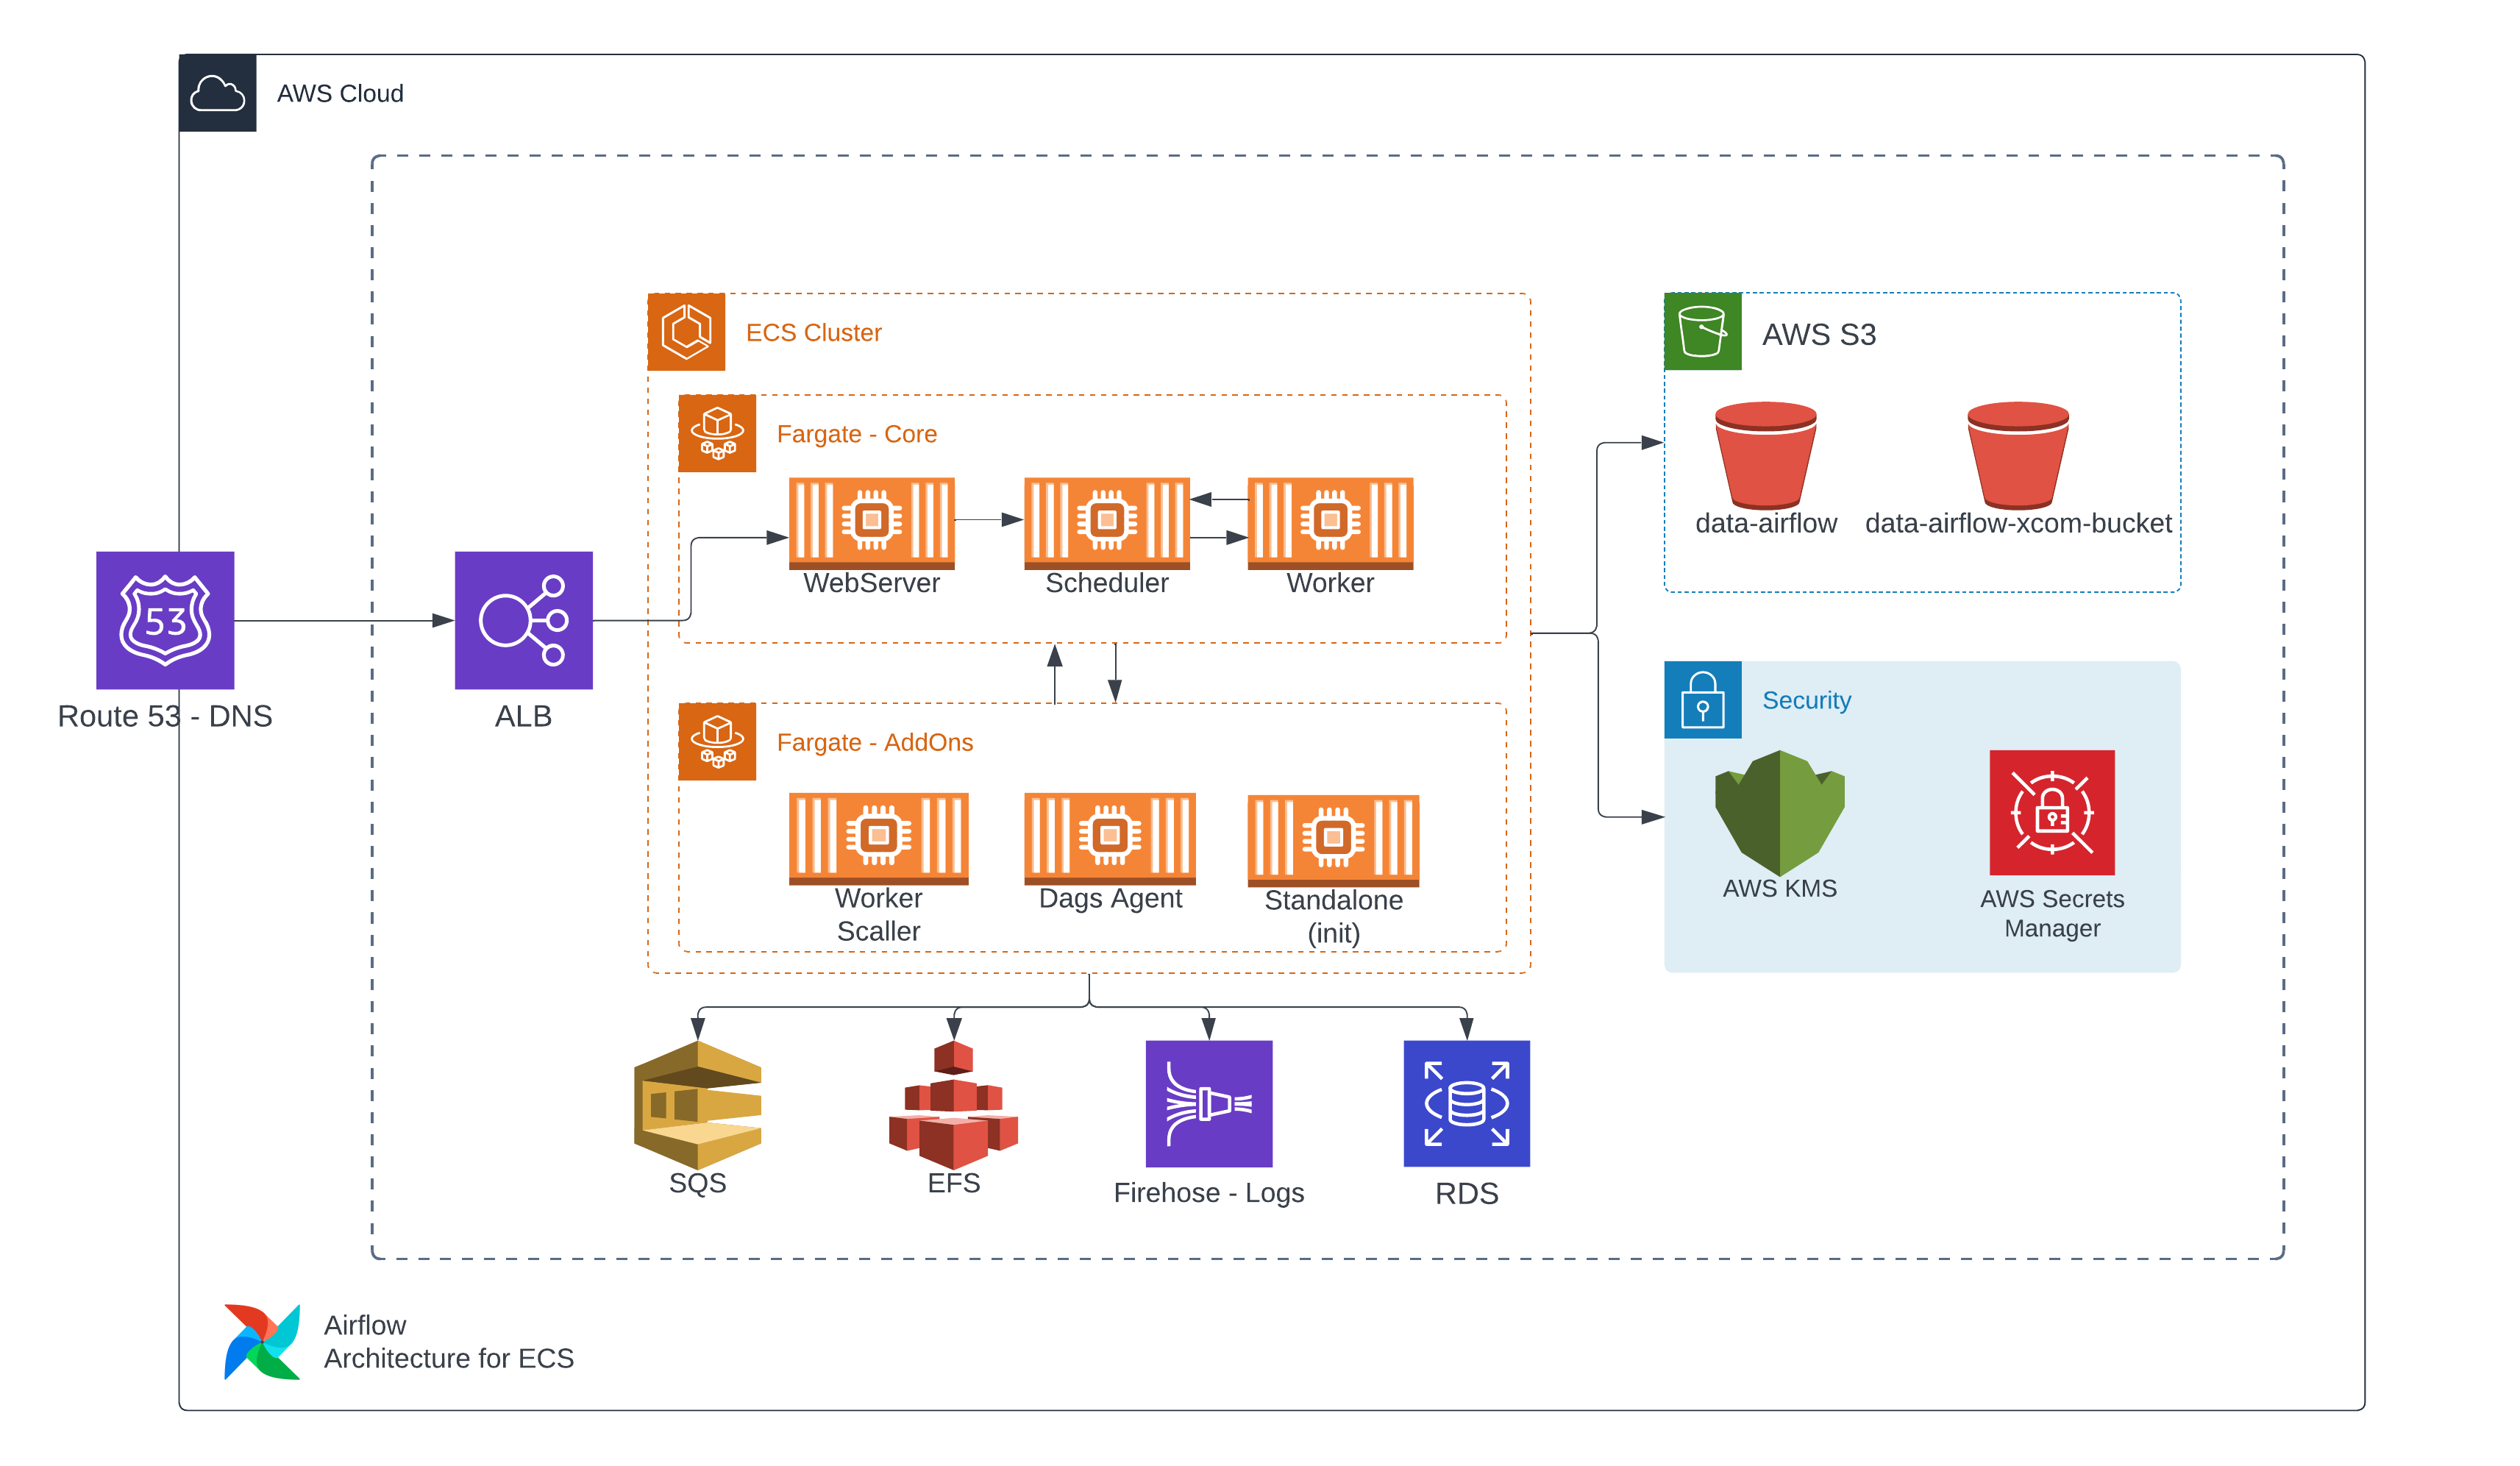 AWS Cloud
ECS Cluster
AWS S3
Fargate - Core
data-airflow
data-airflow-xcom-bucket
WebServer
Scheduler
Worker
53
Route 53 - DNS
ALB
Security
Fargate - AddOns
AWS KMS
AWS Secrets
Manager
Worker
Scaller
Dags Agent
Standalone
(init)
SQS
EFS
Firehose - Logs
RDS
Airflow
Architecture for ECS